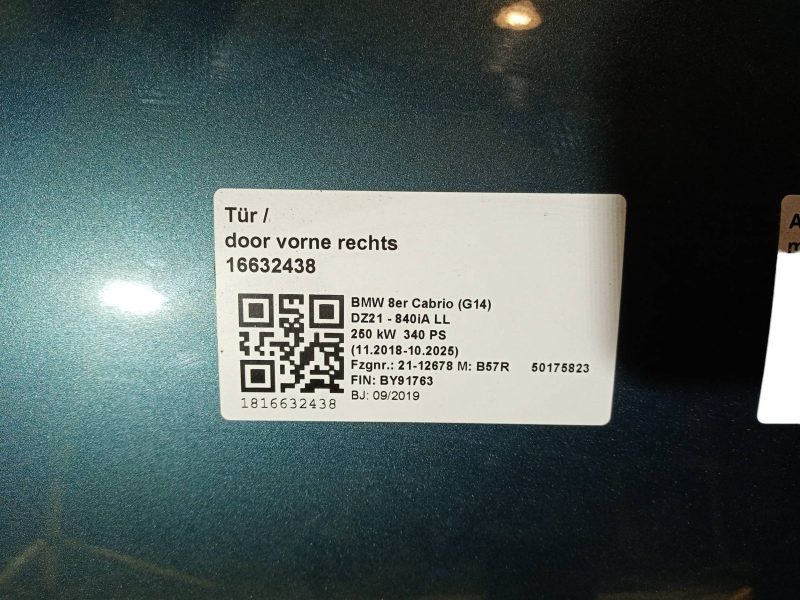 Tür /
door vorne rechts
16632438
BMW 8er Cabrio (G14)
DZ21 - 840iA LL
250 kW 340 PS
(11.2018-10.2025)
Fzgnr.: 21-12678 M: B57R 50175823
FIN: BY91763
BJ: 09/2019
1816632438